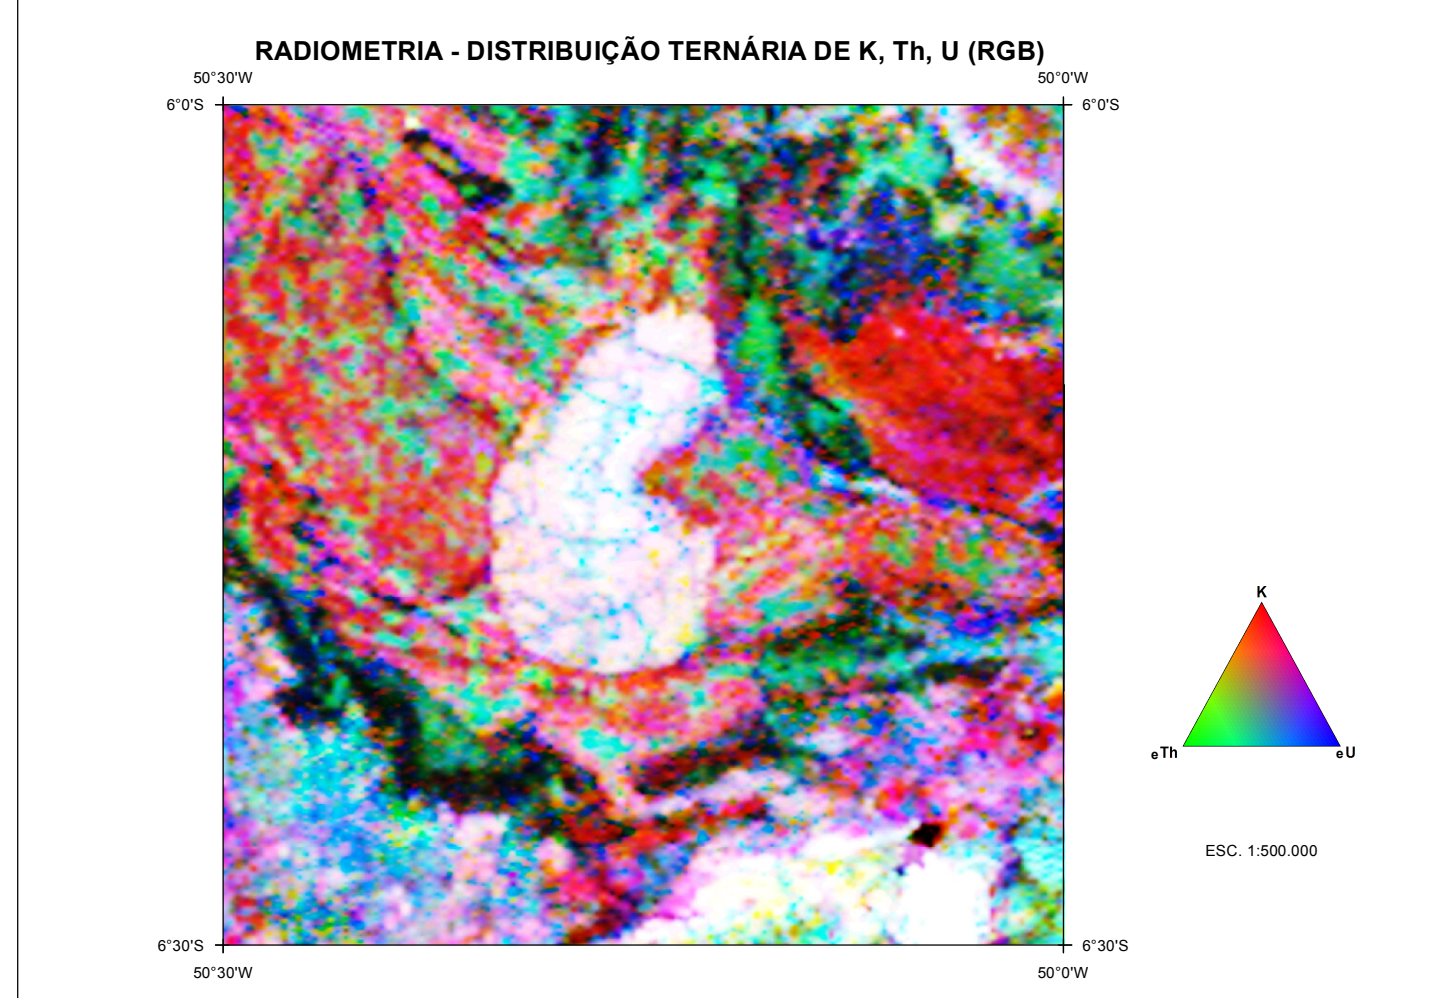 RADIOMETRIA - DISTRIBUIÇÃO TERNÁRIA DE K, Th, U (RGB)
50°30'W 50°0'W
6°0'S 6°0'S
K
eTh eU
ESC. 1:500.000
6°30'S 6°30'S
50°30'W 50°0'W